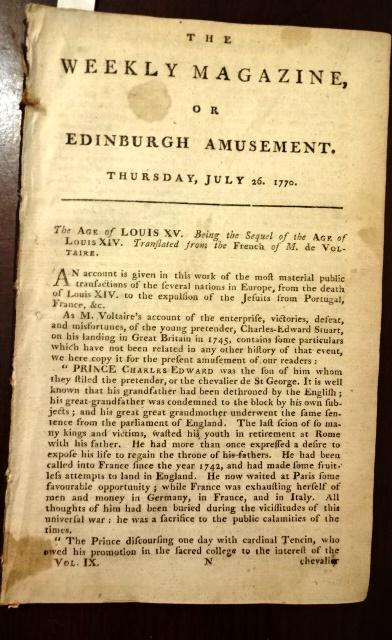 THE
WEEKLY MAGAZINE,
OR
EDINBURGH AMUSEMENT.
THURSDAY, JULY 26. 1770.
The AGE of LOUIS XV. Being the Sequel of the AGE of
LOUIS XIV. Translated from the French of M. DE VOL-
TAIRE.
AN account is given in this work of the most material public
transactions of the several nations in Europe, from the death
of Louis XIV. to the expulsion of the Jesuits from Portugal,
France, &c.
As M. Voltaire's account of the enterprise, victories, defeat,
and misfortunes, of the young pretender, Charles-Edward Stuart,
on his landing in Great Britain in 1745, contains some particulars
which have not been related in any other history of that event,
we here copy it for the present amusement of our readers :
" PRINCE CHARLES EDWARD was the son of him whom
they stiled the pretender, or the chevalier de St George. It is well
known that his grandfather had been dethroned by the English ;
his great-grandfather was condemned to the block by his own sub-
jects ; and his great great grandmother underwent the same sen-
tence from the parliament of England. The last scion of so ma-
ny kings and victims, wasted his youth in retirement at Rome
with his father. He had more than once expressed a desire to
expose his life to regain the throne of his fathers. He had been
called into France since the year 1742, and had made some fruit-
less attempts to land in England. He now waited at Paris some
favourable opportunity ; while France was exhausting herself of
men and money in Germany, in France, and in Italy. All
thoughts of him had been buried during the vicissitudes of this
universal war : he was a sacrifice to the public calamities of the
times.
" The Prince discoursing one day with cardinal Tencin, who
owed his promotion in the sacred college to the interest of the
VOL. IX. N chevalier